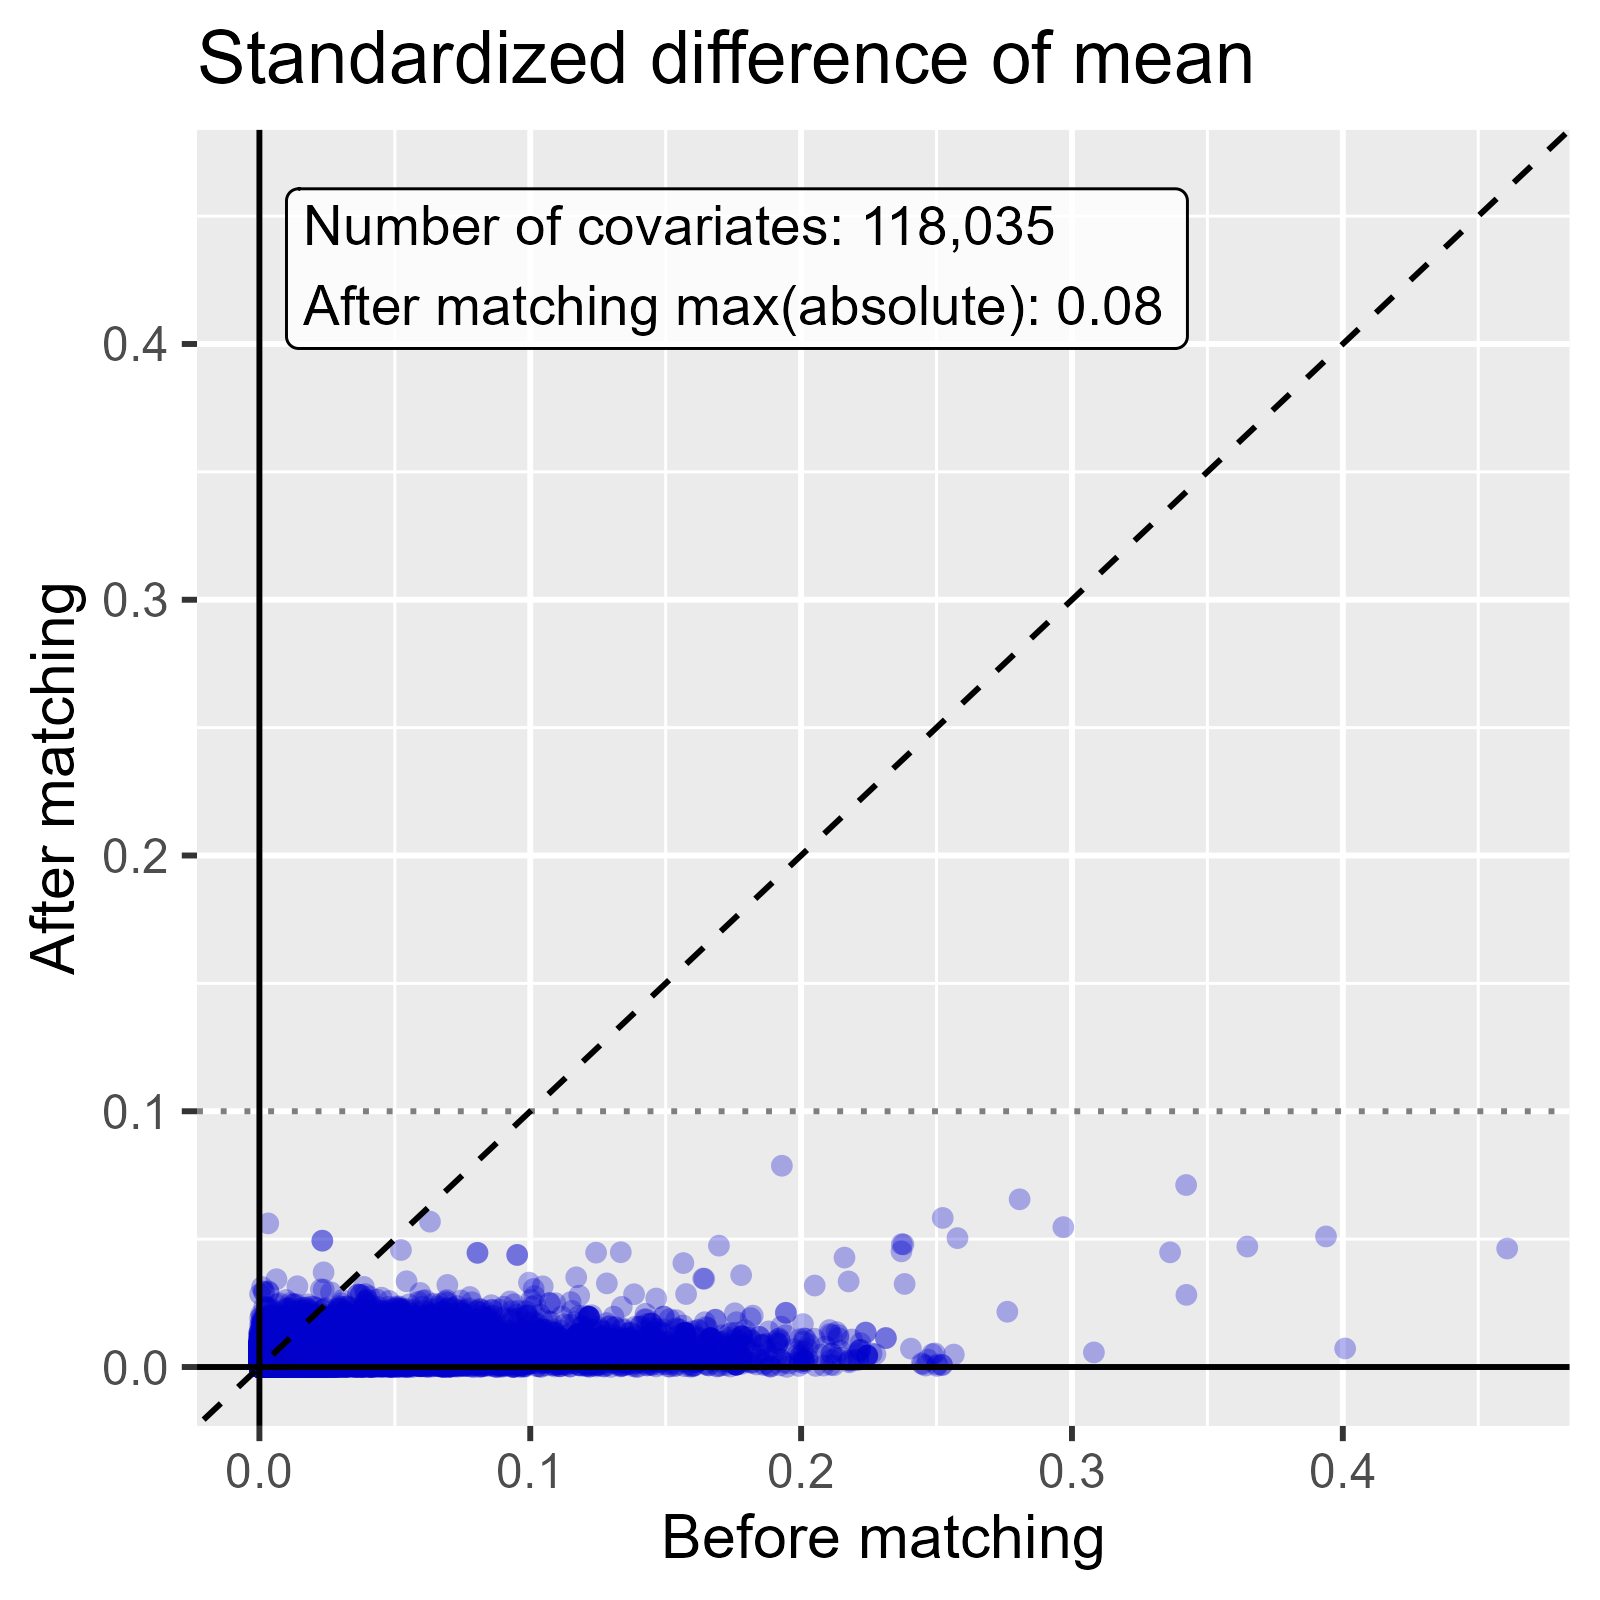 Standardized difference of mean
Number of covariates: 118,035
After matching max(absolute): 0.08
After matching
0.4
0.3
0.2
0.1
0.0
0.0 0.1 0.2 0.3 0.4
Before matching